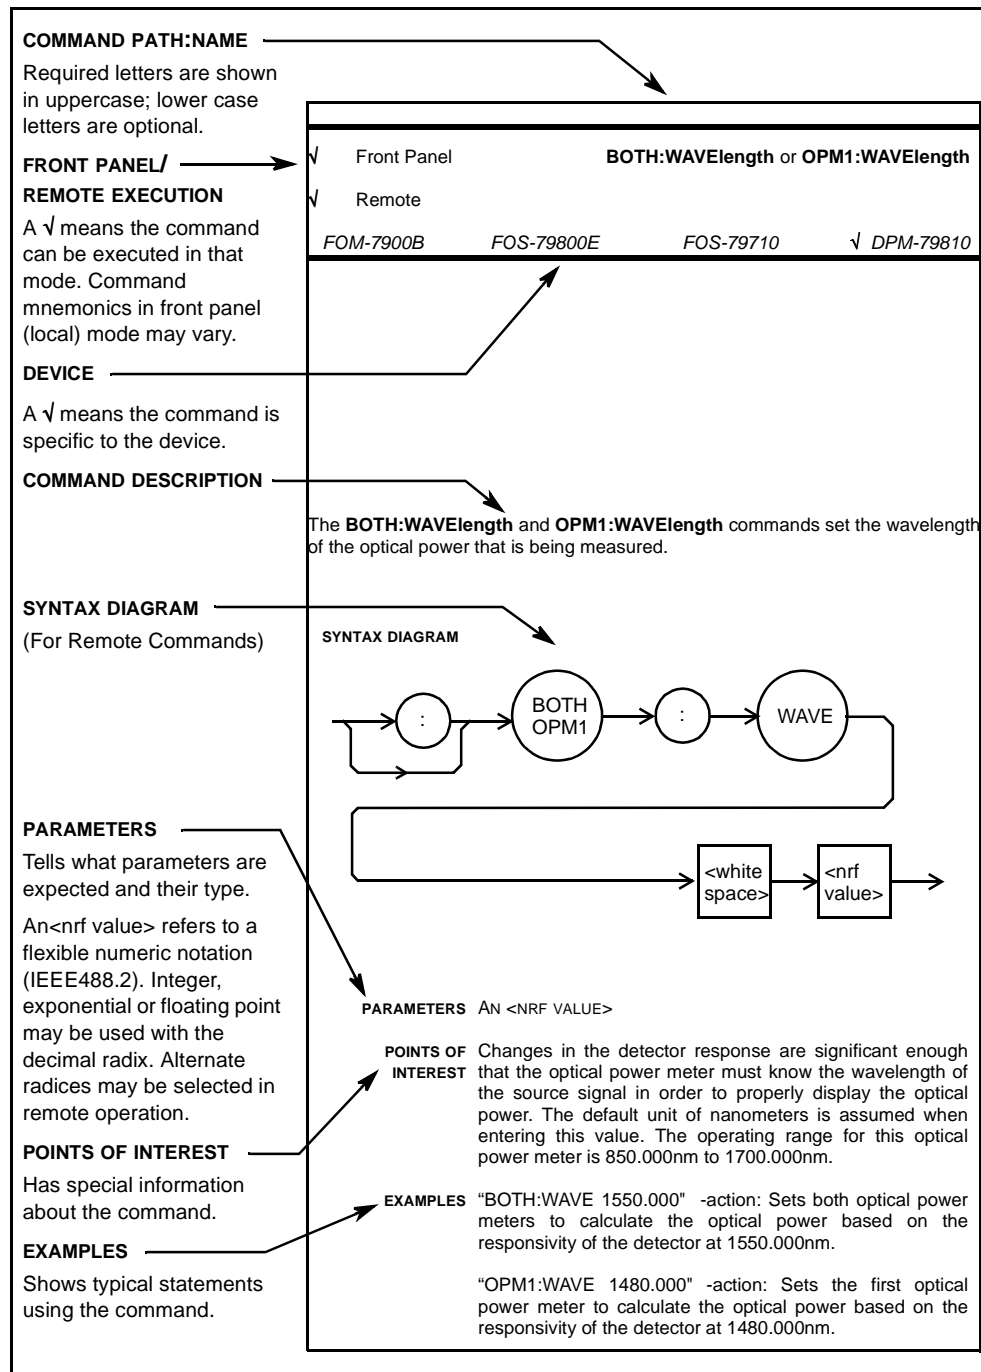 COMMAND PATH:NAME
Required letters are shown
in uppercase; lower case
letters are optional.
FRONT PANEL/
REMOTE EXECUTION
A √ means the command
can be executed in that
mode. Command
mnemonics in front panel
(local) mode may vary.
DEVICE
A √ means the command is
specific to the device.
COMMAND DESCRIPTION
SYNTAX DIAGRAM
(For Remote Commands)
PARAMETERS
Tells what parameters are
expected and their type.
An<nrf value> refers to a
flexible numeric notation
(IEEE488.2). Integer,
exponential or floating point
may be used with the
decimal radix. Alternate
radices may be selected in
remote operation.
POINTS OF INTEREST
Has special information
about the command.
EXAMPLES
Shows typical statements
using the command.
√ Front Panel BOTH:WAVElength or OPM1:WAVElength
√ Remote
FOM-7900B FOS-79800E FOS-79710 √ DPM-79810
The BOTH:WAVElength and OPM1:WAVElength commands set the wavelength
of the optical power that is being measured.
SYNTAX DIAGRAM
: BOTH : WAVE
OPM1
<white <nrf
space> value>
PARAMETERS AN <NRF VALUE>
POINTS OF Changes in the detector response are significant enough
INTEREST that the optical power meter must know the wavelength of
the source signal in order to properly display the optical
power. The default unit of nanometers is assumed when
entering this value. The operating range for this optical
power meter is 850.000nm to 1700.000nm.
EXAMPLES “BOTH:WAVE 1550.000" -action: Sets both optical power
meters to calculate the optical power based on the
responsivity of the detector at 1550.000nm.
“OPM1:WAVE 1480.000" -action: Sets the first optical
power meter to calculate the optical power based on the
responsivity of the detector at 1480.000nm.